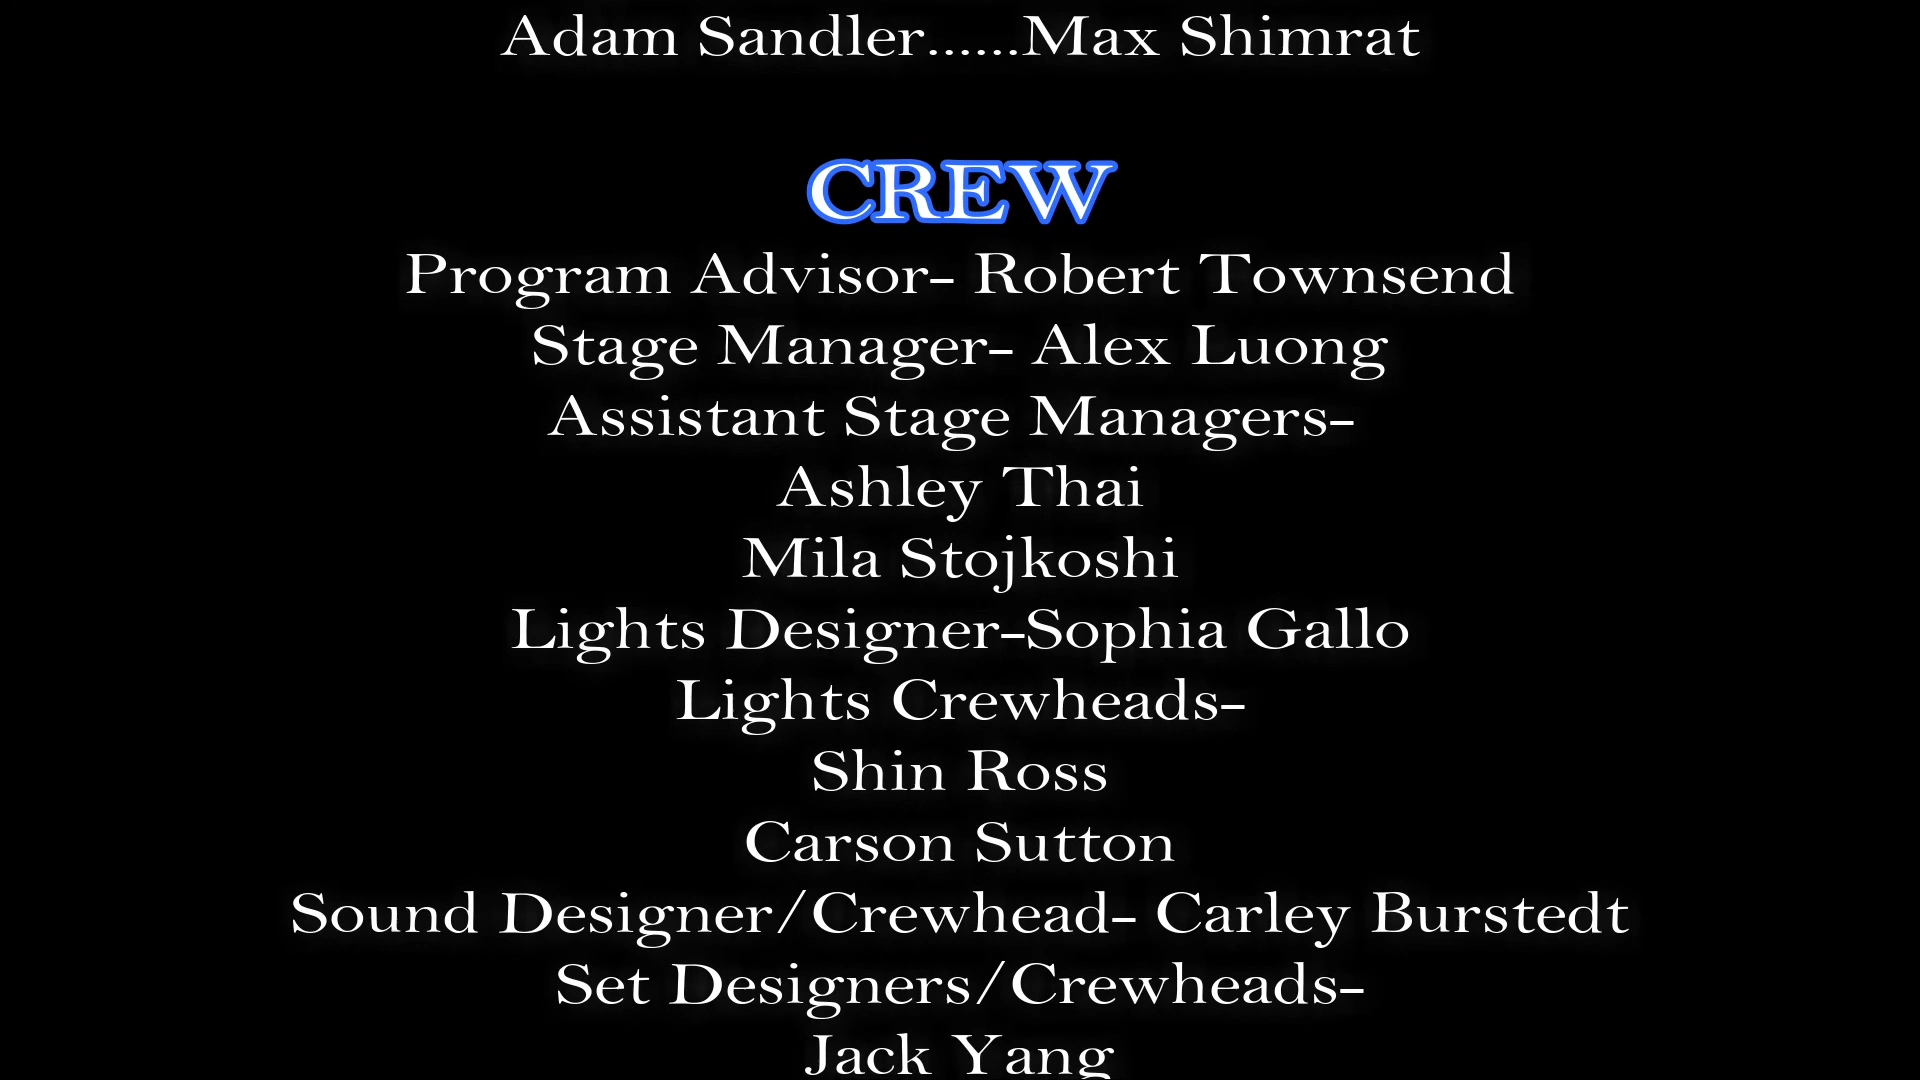 Adam Sandler......Max Shimrat
CREW
Program Advisor- Robert Townsend
Stage Manager- Alex Luong
Assistant Stage Managers-
Ashley Thai
Mila Stojkoshi
Lights Designer-Sophia Gallo
Lights Crewheads-
Shin Ross
Carson Sutton
Sound Designer/Crewhead- Carley Burstedt
Set Designers/Crewheads-
Jack Yang